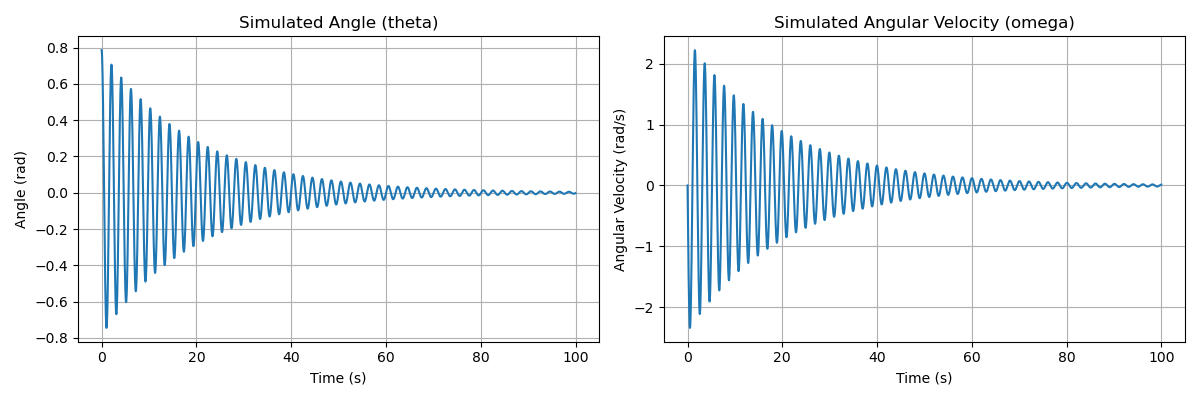 Simulated Angle (theta)
Angle (rad)
0.8
0.6
0.4
0.2
0.0
−0.2
−0.4
−0.6
−0.8
0 20 40 60 80 100
Time (s)
Simulated Angular Velocity (omega)
Angular Velocity (rad/s)
2
1
0
−1
−2
0 20 40 60 80 100
Time (s)